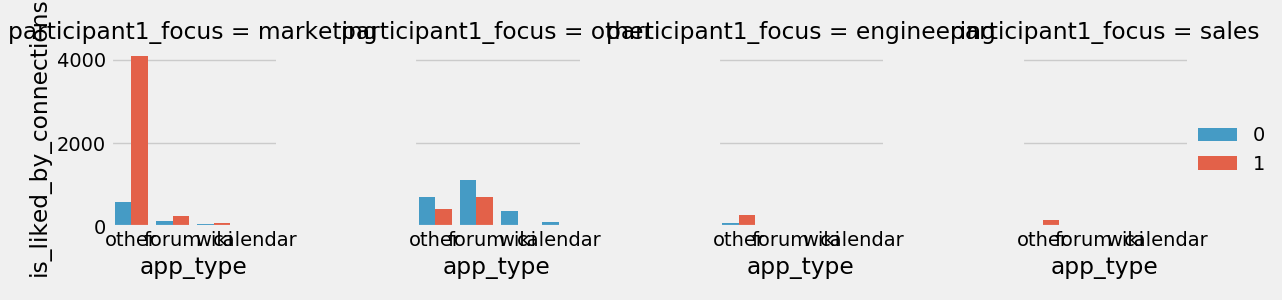 participant1_focus = marketing
participant1_focus = other
participant1_focus = engineering
participant1_focus = sales
is_liked_by_connections
4000
2000
0
other forum wiki calendar
other forum wiki calendar
other forum wiki calendar
other forum wiki calendar
app_type
app_type
app_type
app_type
0
1